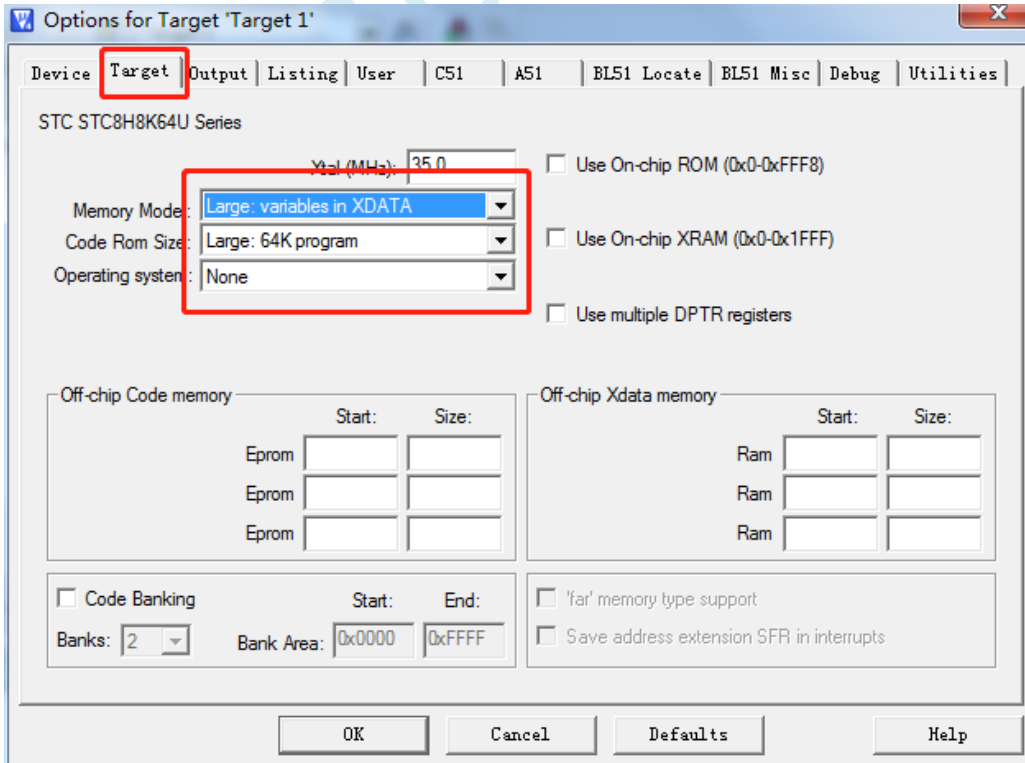 Options for Target 'Target 1'
Device Target Output Listing User C51 A51 BL51 Locate BL51 Misc Debug Utilities
STC STC8H8K64U Series
Xtal (MHz): 35.0 Use On-chip ROM (0x0-0xFFF8)
Memory Model: Large: variables in XDATA
Code Rom Size: Large: 64K program Use On-chip XRAM (0x0-0x1FFF)
Operating system: None
Use multiple DPTR registers
Off-chip Code memory Off-chip Xdata memory
Start: Size: Start: Size:
Eprom Ram
Eprom Ram
Eprom Ram
Code Banking Start: End: 'far' memory type support
Banks: 2 Bank Area: 0x0000 0xFFFF Save address extension SFR in interrupts
OK Cancel Defaults Help